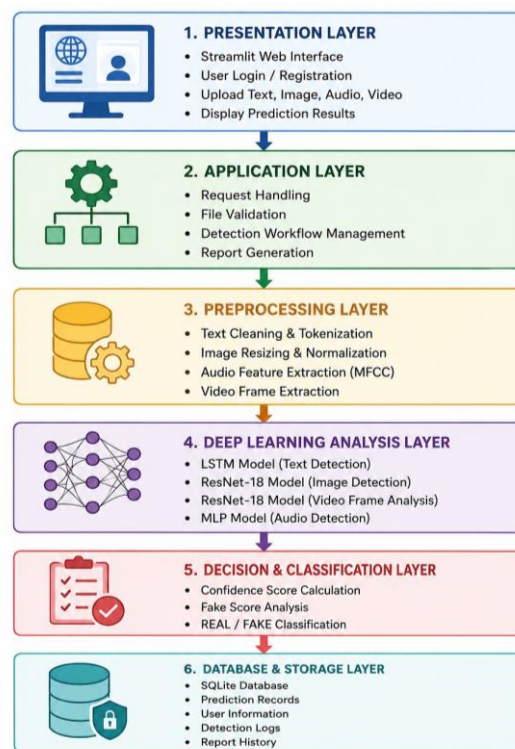 1. PRESENTATION LAYER
• Streamlit Web Interface
• User Login / Registration
• Upload Text, Image, Audio, Video
• Display Prediction Results
2. APPLICATION LAYER
• Request Handling
• File Validation
• Detection Workflow Management
• Report Generation
3. PREPROCESSING LAYER
• Text Cleaning & Tokenization
• Image Resizing & Normalization
• Audio Feature Extraction (MFCC)
• Video Frame Extraction
4. DEEP LEARNING ANALYSIS LAYER
• LSTM Model (Text Detection)
• ResNet-18 Model (Image Detection)
• ResNet-18 Model (Video Frame Analysis)
• MLP Model (Audio Detection)
5. DECISION & CLASSIFICATION LAYER
• Confidence Score Calculation
• Fake Score Analysis
• REAL / FAKE Classification
6. DATABASE & STORAGE LAYER
• SQLite Database
• Prediction Records
• User Information
• Detection Logs
• Report History